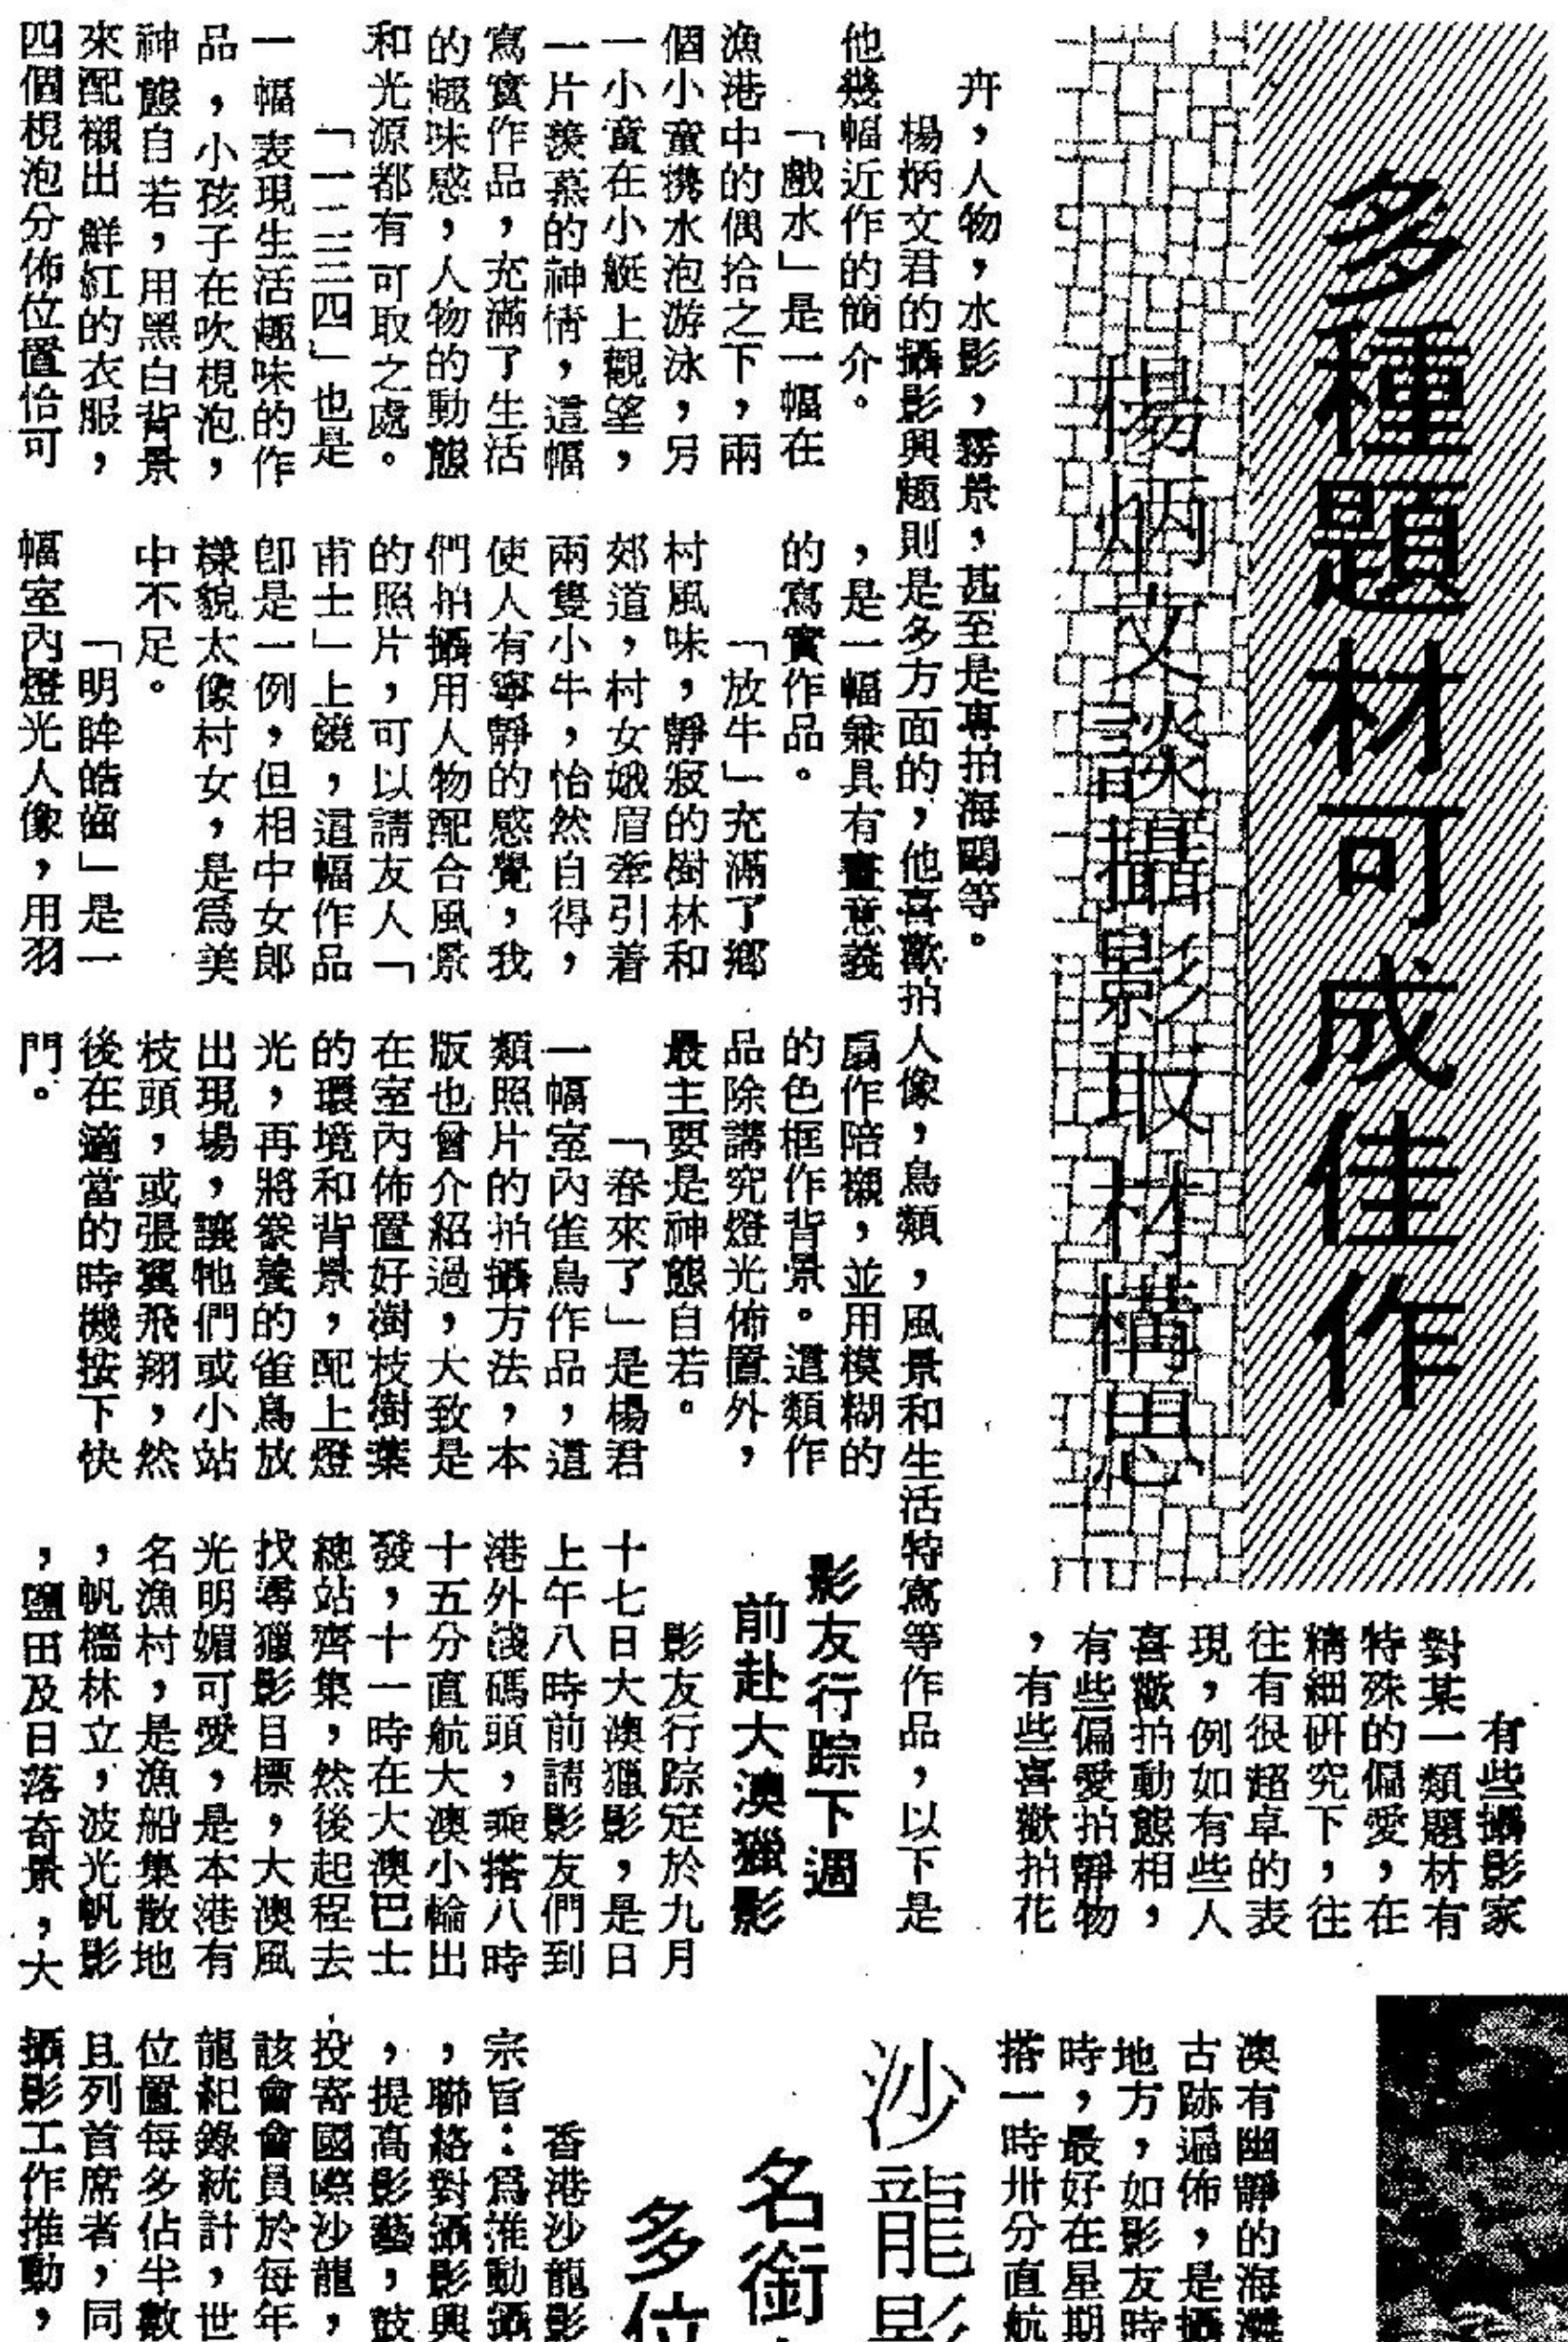 多種題材可成佳作
楊炳文談攝影取材構思
有些攝影家
對某一類題材有
特殊的偏愛，在
精細研究下，往
往有很超卓的表
現，例如有些人
喜歡拍動態相，
有些偏愛拍靜物
，有些喜歡拍花
卉，人物，水影，霧景，甚至是專拍海鷗等。
楊炳文君的攝影興趣則是多方面的，他喜歡拍人像，鳥類，風景和生活特寫等作品，以下是
他幾幅近作的簡介。
「戲水」是一幅在
漁港中的偶拾之下，兩
個小童携水泡游泳，另
一小童在小艇上觀望，
一片羨慕的神情，這幅
寫實作品，充滿了生活
的趣味感，人物的動態
和光源都有可取之處。
「一二三四」也是
一幅表現生活趣味的作
品，小孩子在吹梘泡，
神態自若，用黑白背景
來配襯出鮮紅的衣服，
四個梘泡分佈位置恰可
，是一幅兼具有畫意義
的寫實作品。
「放牛」充滿了鄉
村風味，靜寂的樹林和
郊道，村女娥眉牽引着
兩隻小牛，怡然自得，
使人有寧靜的感覺，我
們拍攝用人物配合風景
的照片，可以請友人「
甫士」上鏡，這幅作品
卽是一例，但相中女郎
樣貌太像村女，是爲美
中不足。
「明眸皓齒」是一
幅室內燈光人像，用羽
扇作陪襯，並用模糊的
的色框作背景。這類作
品除講究燈光佈置外，
最主要是神態自若。
「春來了」是楊君
一幅室內雀鳥作品，這
類照片的拍攝方法，本
版也曾介紹過，大致是
在室內佈置好樹枝樹葉
的環境和背景，配上燈
光，再將豢養的雀鳥放
出現場，讓牠們或小站
枝頭，或張翼飛翔，然
後在適當的時機按下快
門。
影友行踪下週
前赴大澳獵影
影友行踪定於九月
十七日大澳獵影，是日
上午八時前請影友們到
港外綫碼頭，乘搭八時
十五分直航大澳小輪出
發，十一時在大澳巴士
總站齊集，然後起程去
找尋獵影目標，大澳風
光明媚可愛，是本港有
名漁村，是漁船集散地
，帆檣林立，波光帆影
，鹽田及日落奇景，大
澳有幽靜的海灘
古跡遍佈，是攝
地方，如影友時
時，最好在星期
搭一時卅分直航
沙龍影
名銜
多位
香港沙龍影
宗旨：爲推動攝
，聯絡對攝影興
，提高影藝，鼓
投寄國際沙龍，
該會會員於每年
龍紀錄統計，世
位置每多佔半數
且列首席者，同
攝影工作推動，